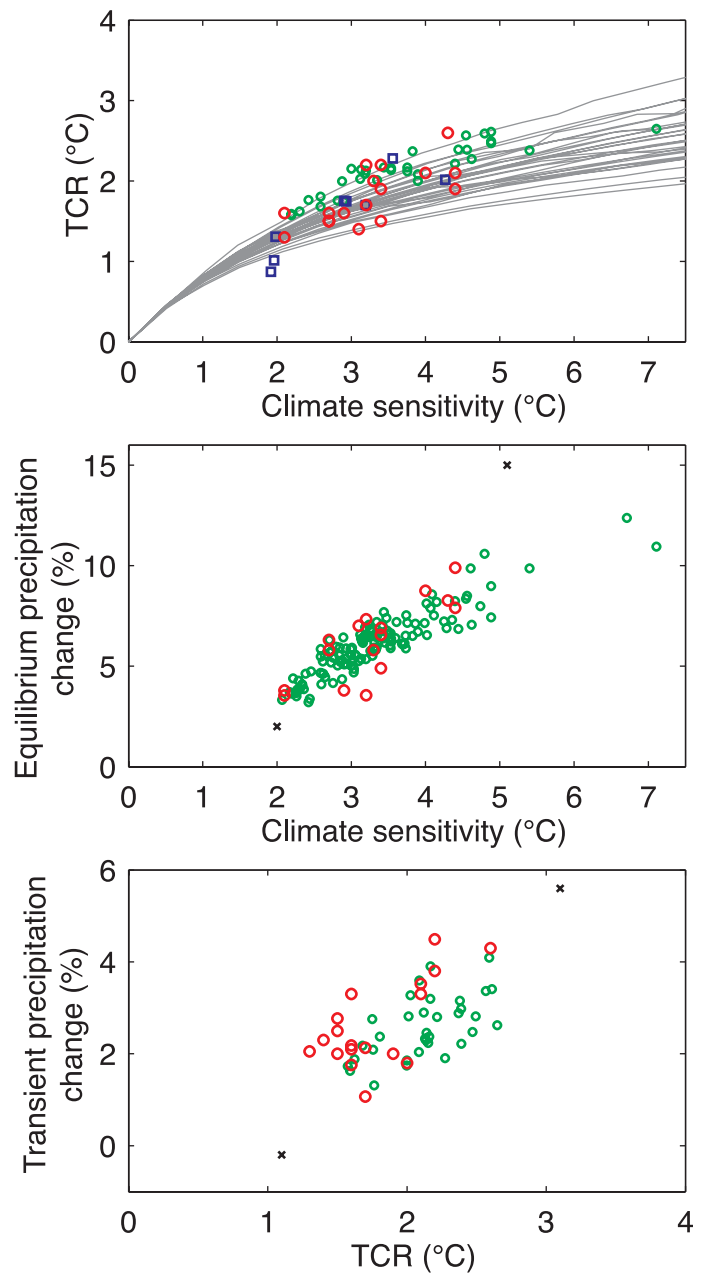 4
3
2
1
0
TCR (°C)
0 1 2 3 4 5 6 7
Climate sensitivity (°C)
15
10
5
0
Equilibrium precipitation
change (%)
0 1 2 3 4 5 6 7
Climate sensitivity (°C)
6
4
2
0
Transient precipitation
change (%)
0 1 2 3 4
TCR (°C)